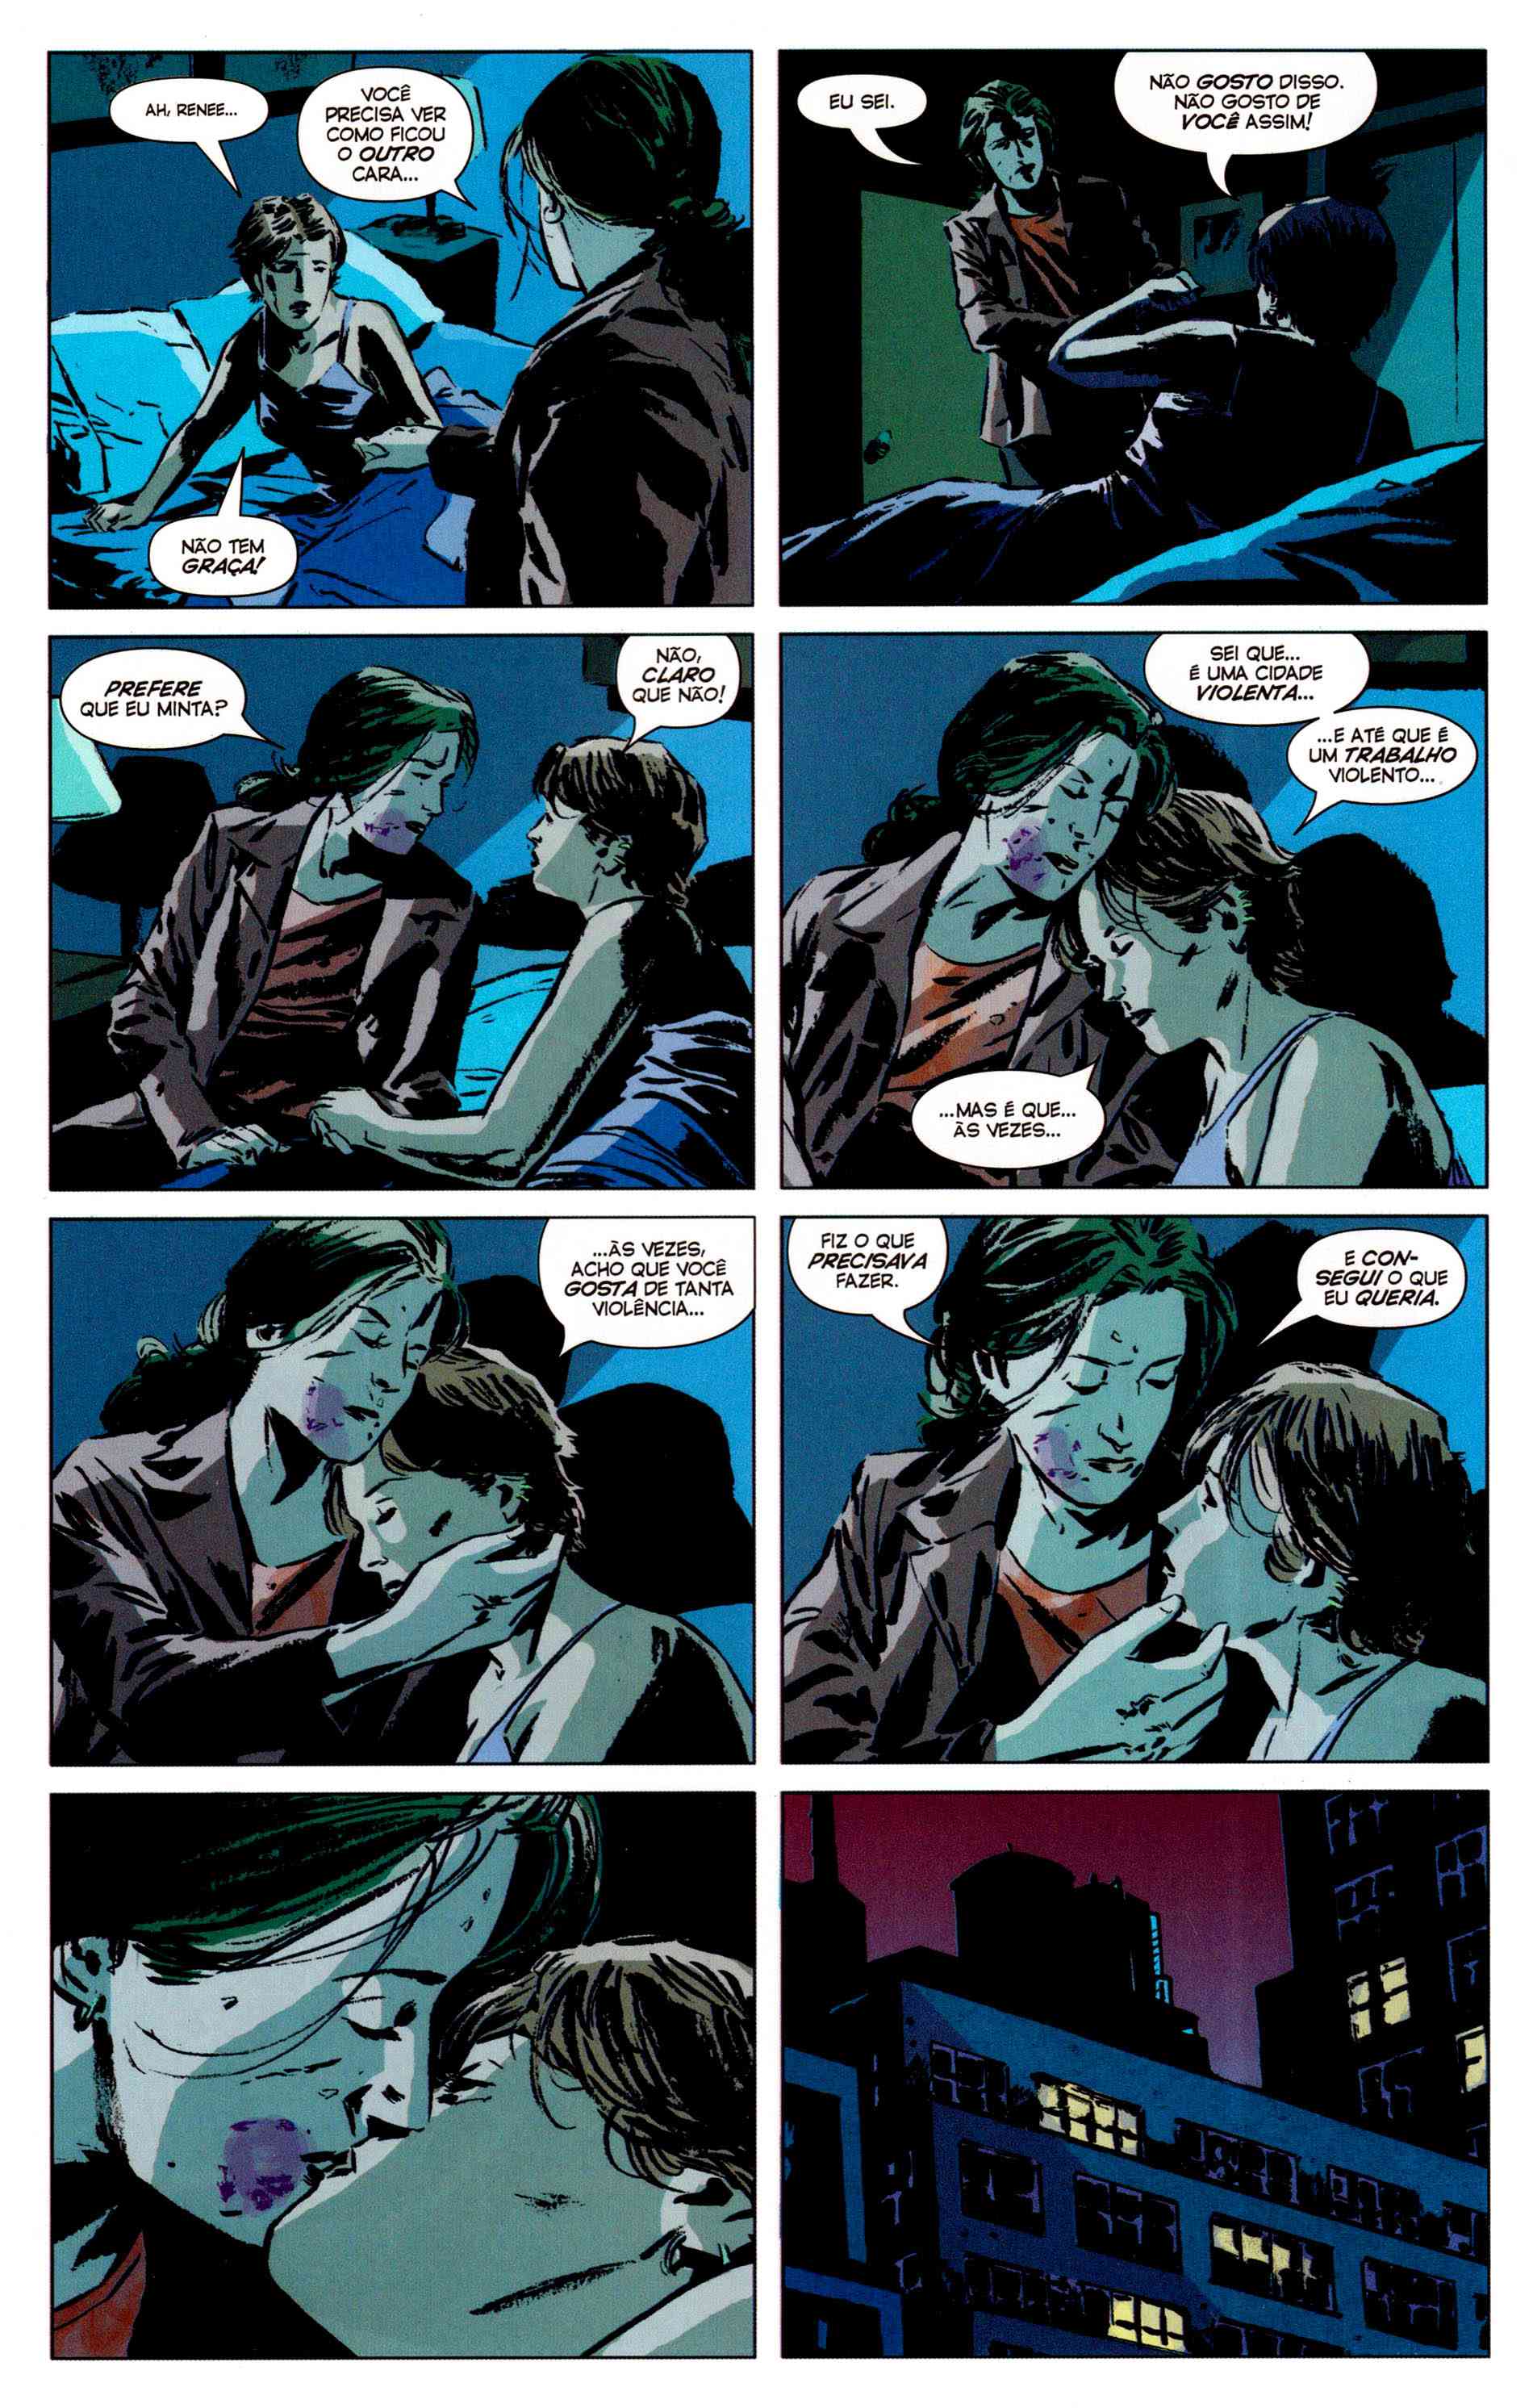 AH, RENEE...
VOCÊ
PRECISA VER
COMO FICOU
O OUTRO
CARA...
NÃO TEM
GRAÇA!
EU SEI.
NÃO GOSTO DISSO.
NÃO GOSTO DE
VOCÊ ASSIM!
PREFERE
QUE EU MINTA?
NÃO,
CLARO
QUE NÃO!
SEI QUE...
É UMA CIDADE
VIOLENTA...
...E ATÉ QUE É
UM TRABALHO
VIOLENTO...
...MAS É QUE...
ÀS VEZES...
...ÀS VEZES,
ACHO QUE VOCÊ
GOSTA DE TANTA
VIOLÊNCIA...
FIZ O QUE
PRECISAVA
FAZER.
E CON-
SEGUI O QUE
EU QUERIA.